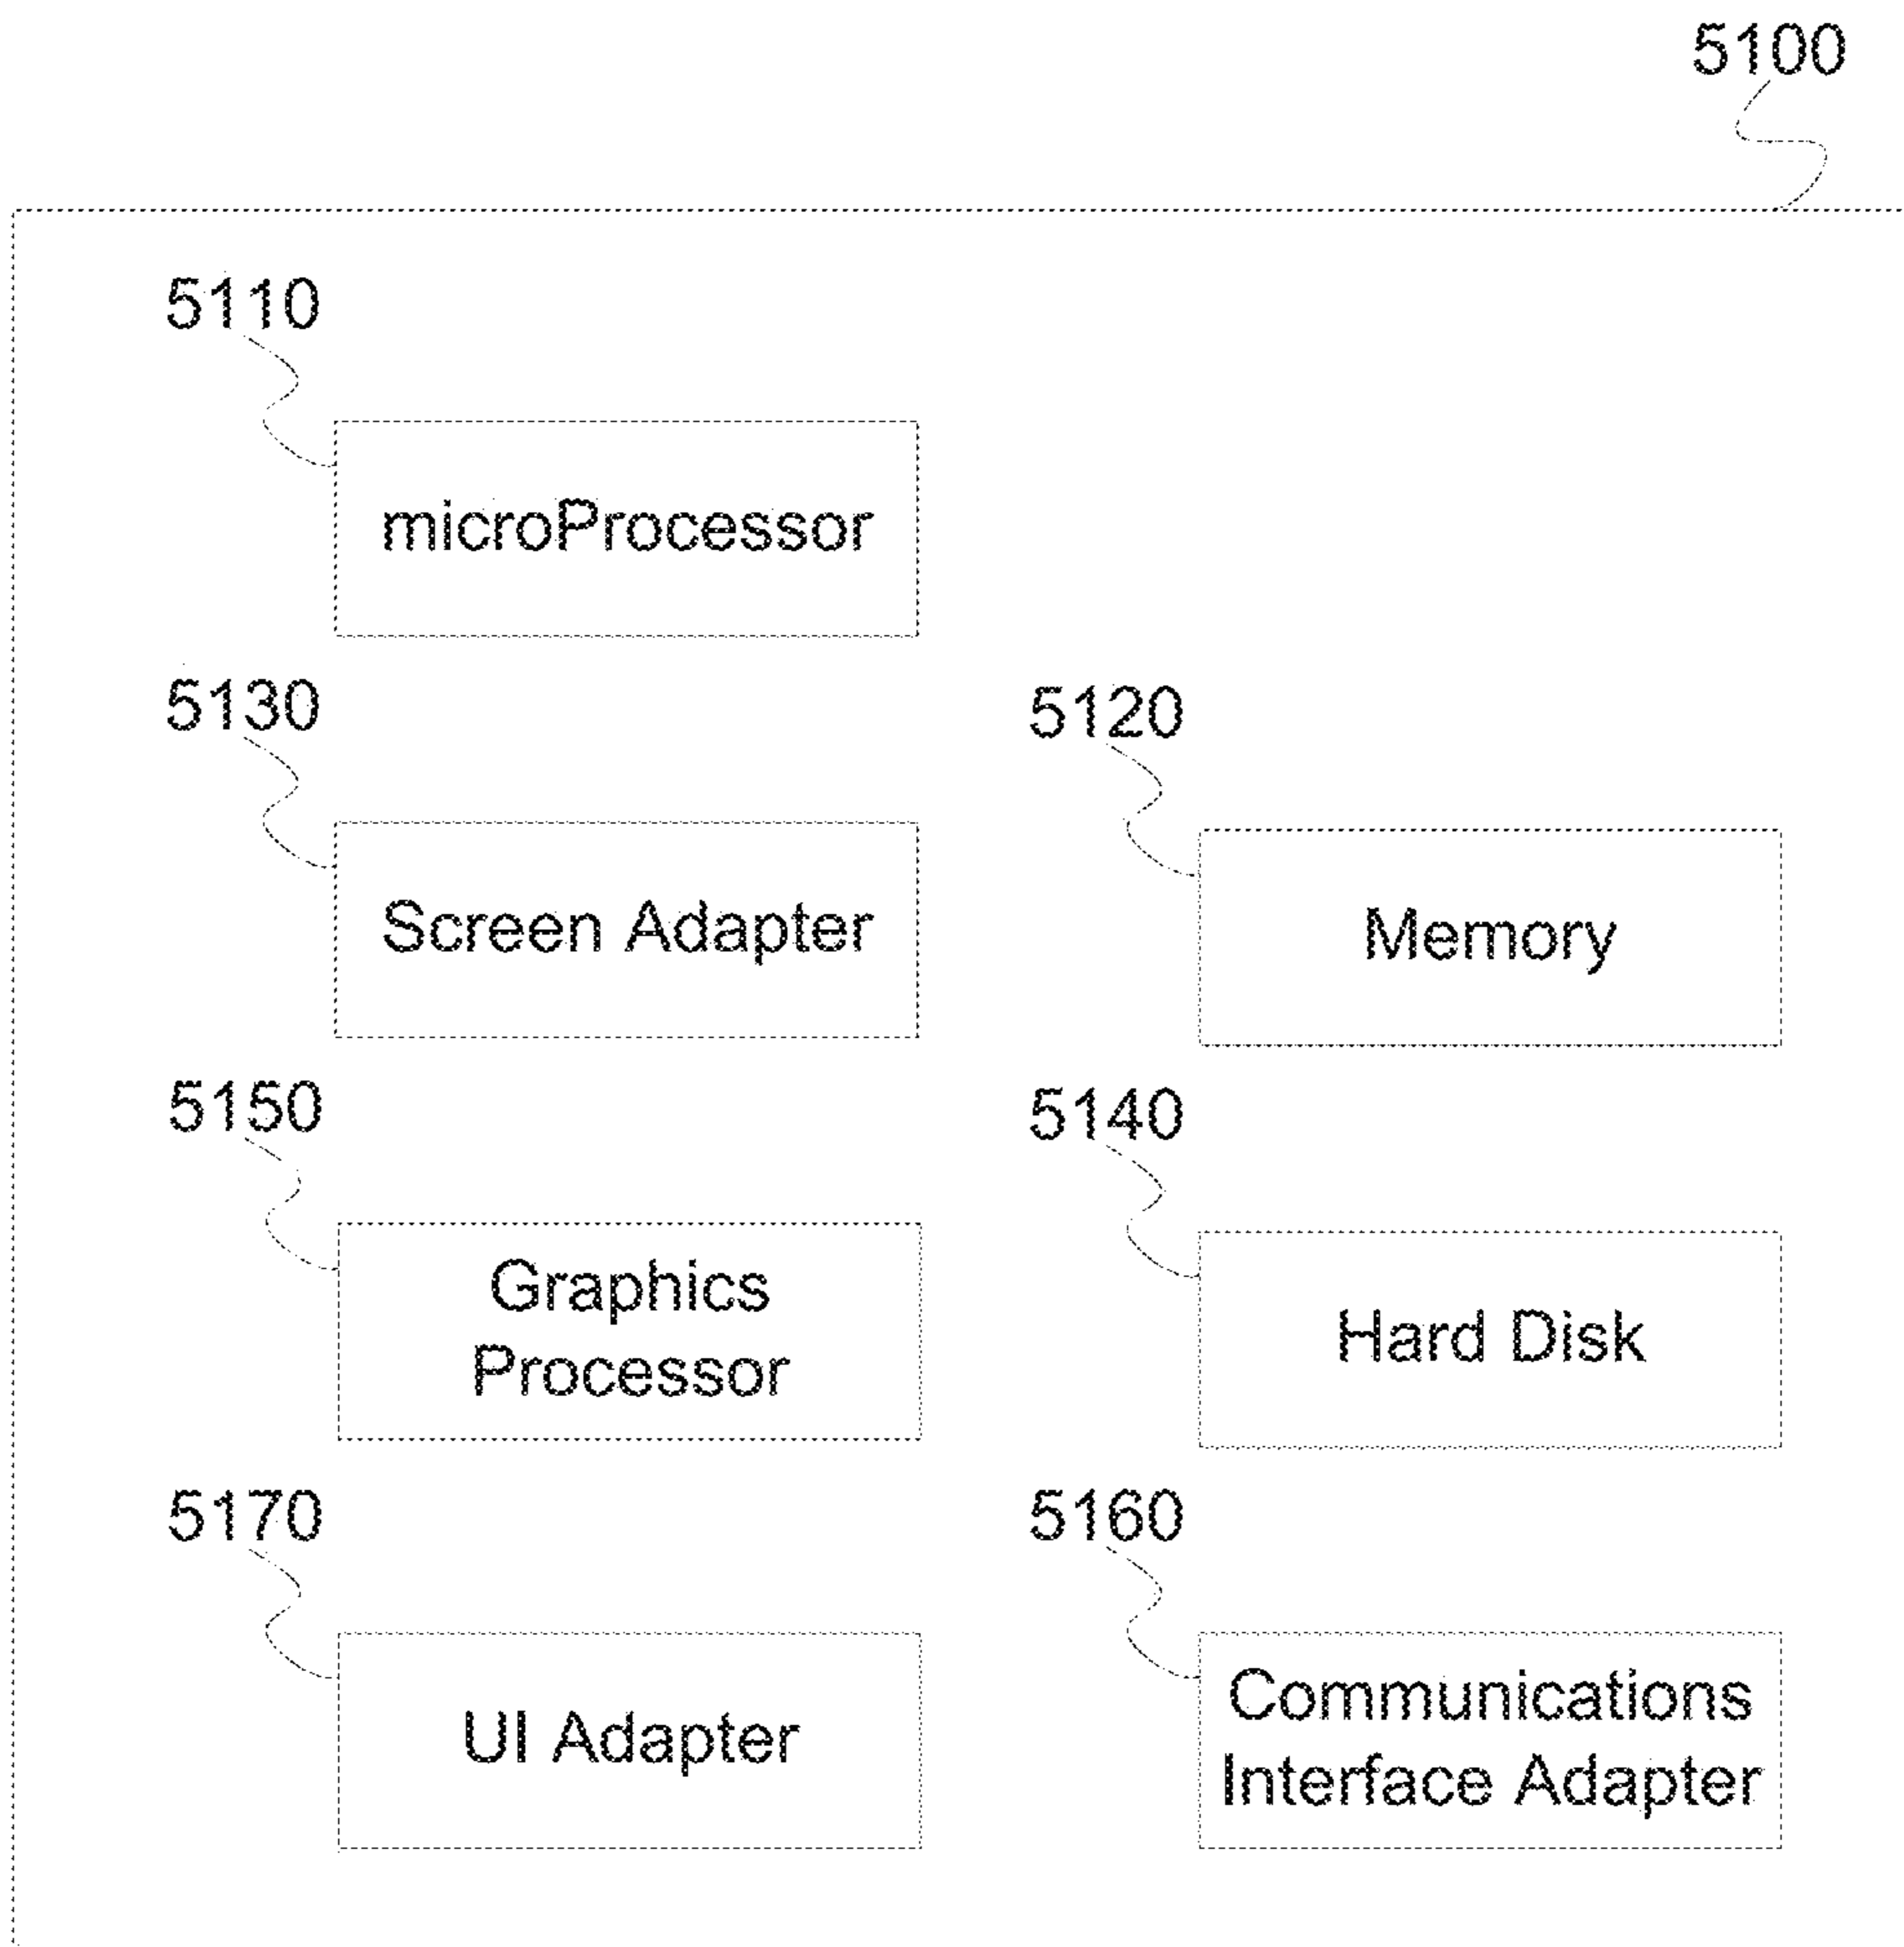 5100
5110
microProcessor
5130
5120
Screen Adapter
Memory
5150
5140
Graphics
Processor
Hard Disk
5170
5160
UI Adapter
Communications
Interface Adapter